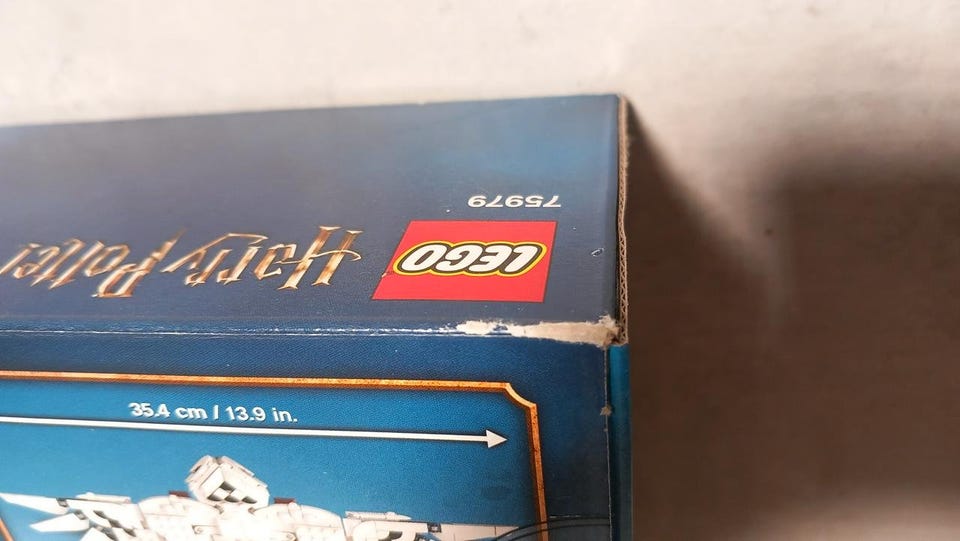 75979
LEGO
Harry Potter
35.4 cm / 13.9 in.